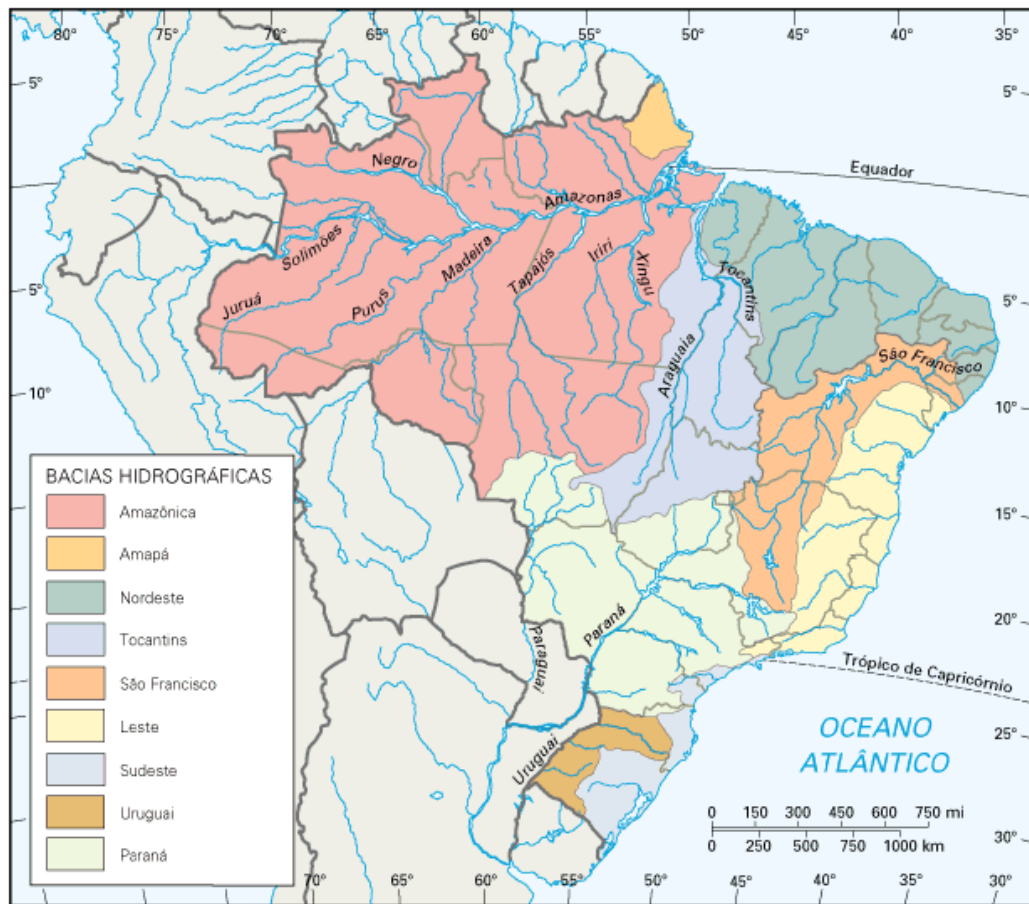 80° 75° 70° 65° 60° 55° 50° 45° 40° 35°
5°
5°
Equador
Negro
Amazonas
Solimões
Madeira
Tapajós
Iriri
Xingu
Tocantins
Juruá
Purus
5°
5°
Araguaia
São Francisco
10°
10°
BACIAS HIDROGRÁFICAS
Amazônica
Amapá
Nordeste
Tocantins
São Francisco
Leste
Sudeste
Uruguai
Paraná
15°
20°
Paraná
Paraguai
Trópico de Capricórnio
Uruguai
OCEANO
ATLÂNTICO
25°
0 150 300 450 600 750 mi
0 250 500 750 1000 km
30°
70° 65° 60° 55° 50° 45° 40° 35° 30°